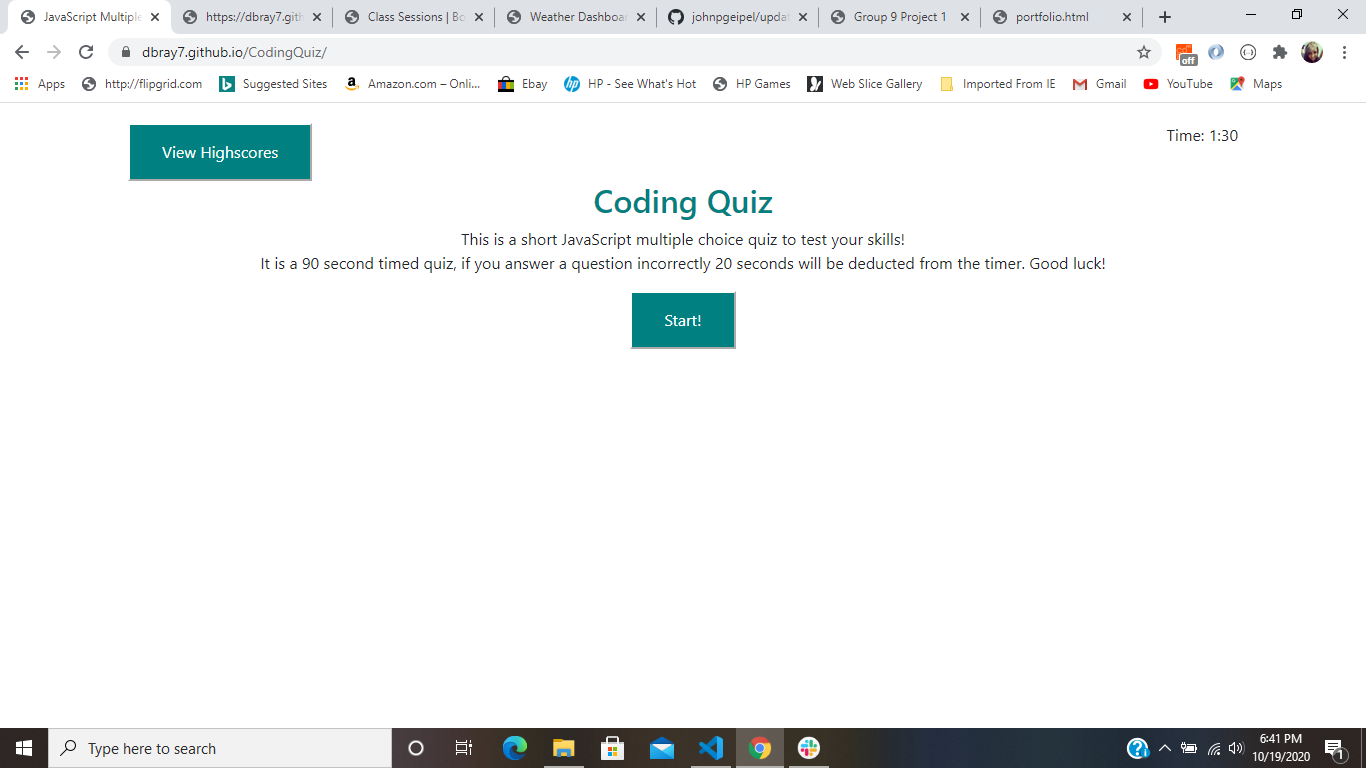 JavaScript Multiple
https://dbray7.gith
Class Sessions | Bo
Weather Dashboar
johnpgeipel/updat
Group 9 Project 1
portfolio.html
dbray7.github.io/CodingQuiz/
off
Apps
http://flipgrid.com
Suggested Sites
Amazon.com – Onli...
Ebay
HP - See What's Hot
HP Games
Web Slice Gallery
Imported From IE
Gmail
YouTube
Maps
View Highscores
Time: 1:30
Coding Quiz
This is a short JavaScript multiple choice quiz to test your skills!
It is a 90 second timed quiz, if you answer a question incorrectly 20 seconds will be deducted from the timer. Good luck!
Start!
Type here to search
6:41 PM
10/19/2020
1